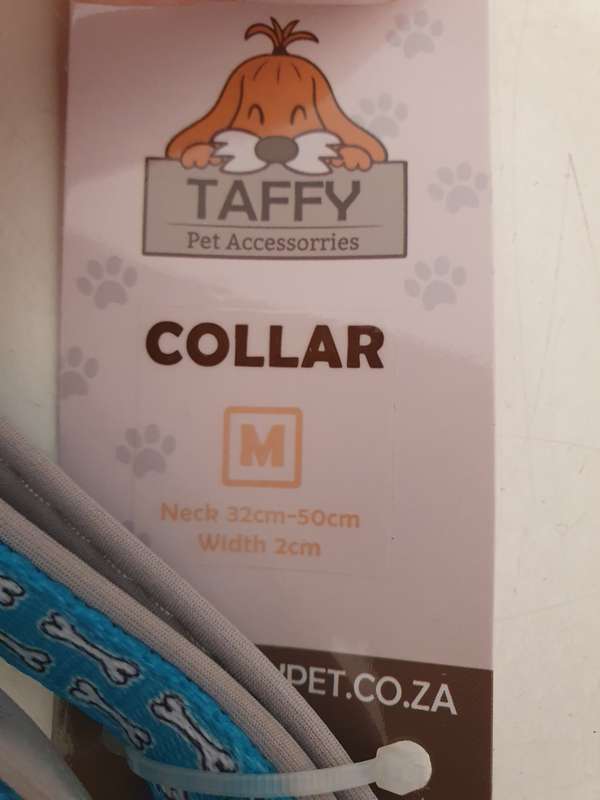 TAFFY
Pet Accessorries
COLLAR
M
Neck 32cm-50cm
Width 2cm
PET.CO.ZA